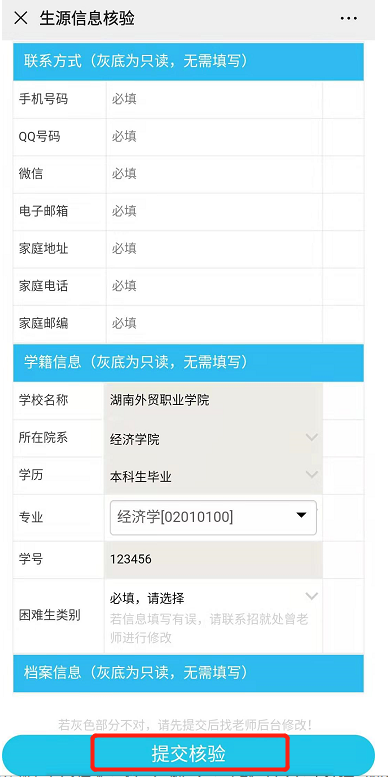 生源信息核验
联系方式（灰底为只读，无需填写）
手机号码 必填
QQ号码 必填
微信 必填
电子邮箱 必填
家庭地址 必填
家庭电话 必填
家庭邮编 必填
学籍信息（灰底为只读，无需填写）
学校名称 湖南外贸职业学院
所在院系 经济学院
学历 本科生毕业
专业 经济学[02010100]
学号 123456
困难生类别 必填，请选择
若信息填写有误，请联系招就处曾老
师进行修改
档案信息（灰底为只读，无需填写）
若灰色部分不对，请先提交后找老师后台修改！
提交核验